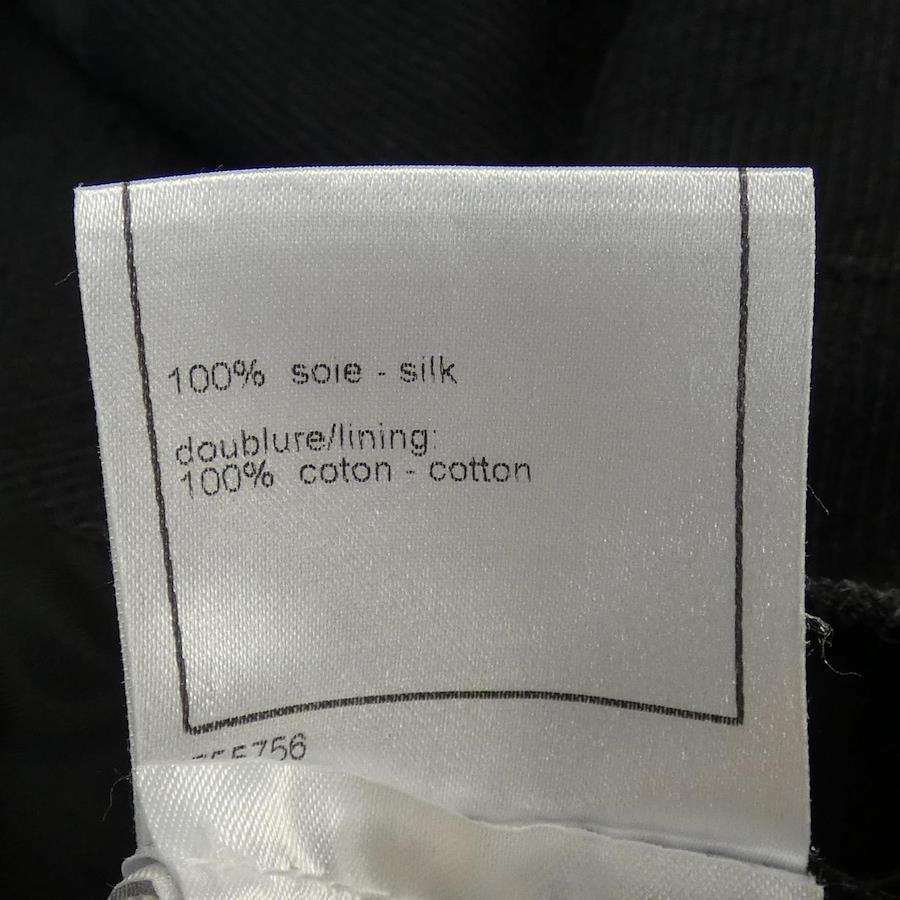 100% soie - silk
doublure/lining:
100% coton - cotton